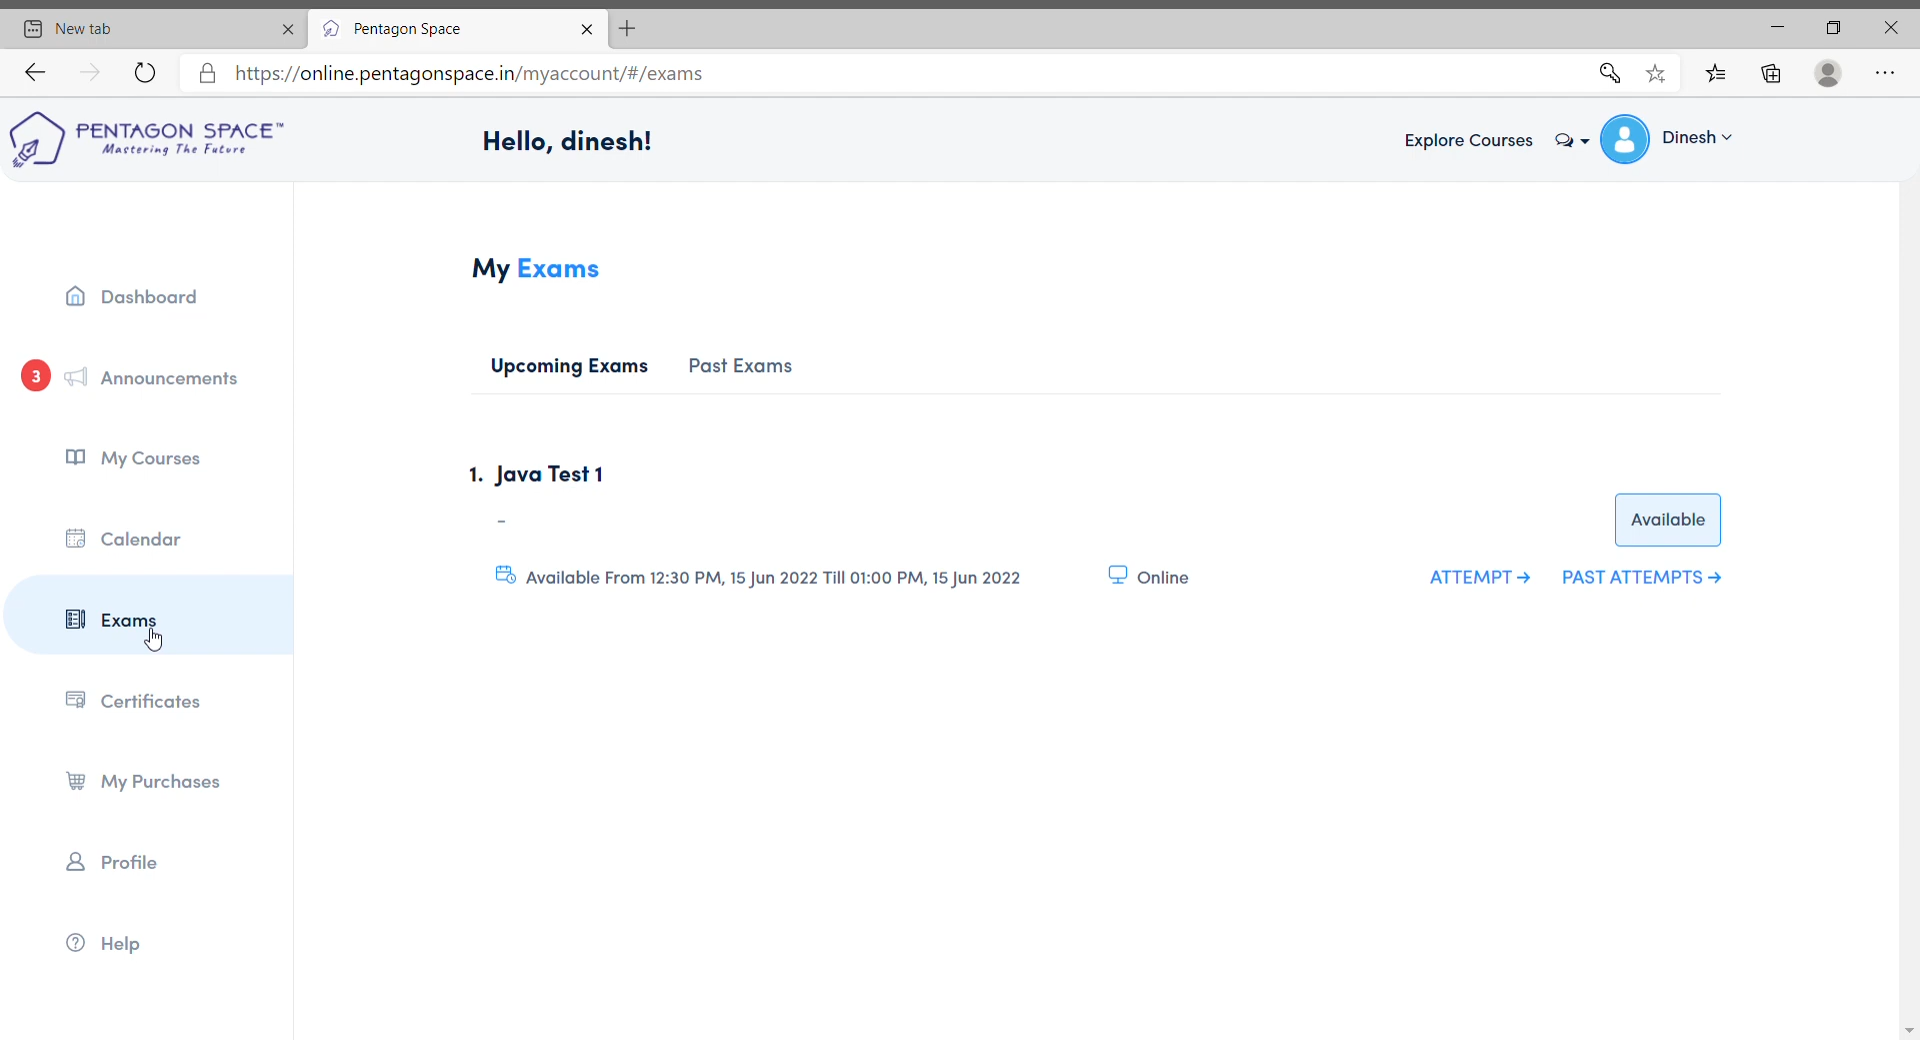 New tab
Pentagon Space
https://online.pentagonspace.in/myaccount/#/exams
PENTAGON SPACE™
Mastering The Future
Hello, dinesh!
Explore Courses
Dinesh
Dashboard
3
Announcements
My Courses
Calendar
Exams
Certificates
My Purchases
Profile
Help
My Exams
Upcoming Exams
Past Exams
1. Java Test 1
-
Available
Available From 12:30 PM, 15 Jun 2022 Till 01:00 PM, 15 Jun 2022
Online
ATTEMPT →
PAST ATTEMPTS →